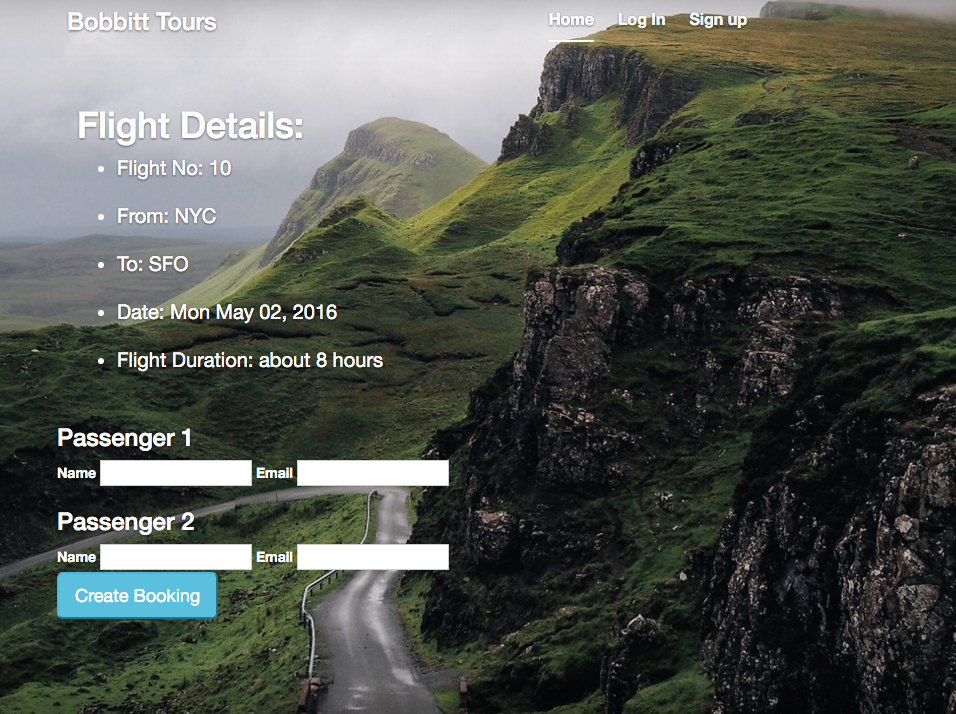 Bobbitt Tours
Home Log In Sign up
Flight Details:
Flight No: 10
From: NYC
To: SFO
Date: Mon May 02, 2016
Flight Duration: about 8 hours
Passenger 1
Name Email
Passenger 2
Name Email
Create Booking